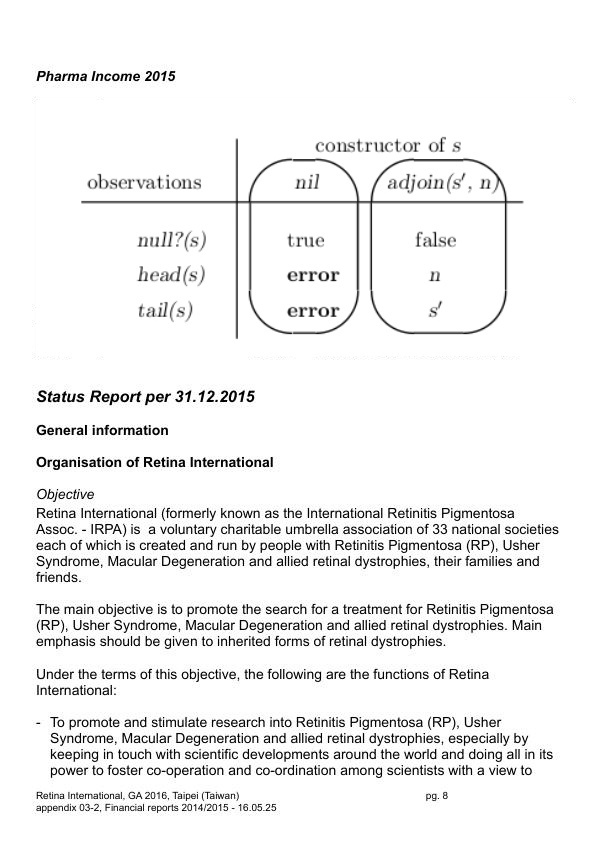 Pharma Income 2015
constructor of s
observations nil adjoin(s′, n)
null?(s) true false
head(s) error n
tail(s) error s′
Status Report per 31.12.2015
General information
Organisation of Retina International
Objective
Retina International (formerly known as the International Retinitis Pigmentosa
Assoc. - IRPA) is  a voluntary charitable umbrella association of 33 national societies
each of which is created and run by people with Retinitis Pigmentosa (RP), Usher
Syndrome, Macular Degeneration and allied retinal dystrophies, their families and
friends.
The main objective is to promote the search for a treatment for Retinitis Pigmentosa
(RP), Usher Syndrome, Macular Degeneration and allied retinal dystrophies. Main
emphasis should be given to inherited forms of retinal dystrophies.
Under the terms of this objective, the following are the functions of Retina
International:
- To promote and stimulate research into Retinitis Pigmentosa (RP), Usher
Syndrome, Macular Degeneration and allied retinal dystrophies, especially by
keeping in touch with scientific developments around the world and doing all in its
power to foster co-operation and co-ordination among scientists with a view to
Retina International, GA 2016, Taipei (Taiwan) pg. 8
appendix 03-2, Financial reports 2014/2015 - 16.05.25